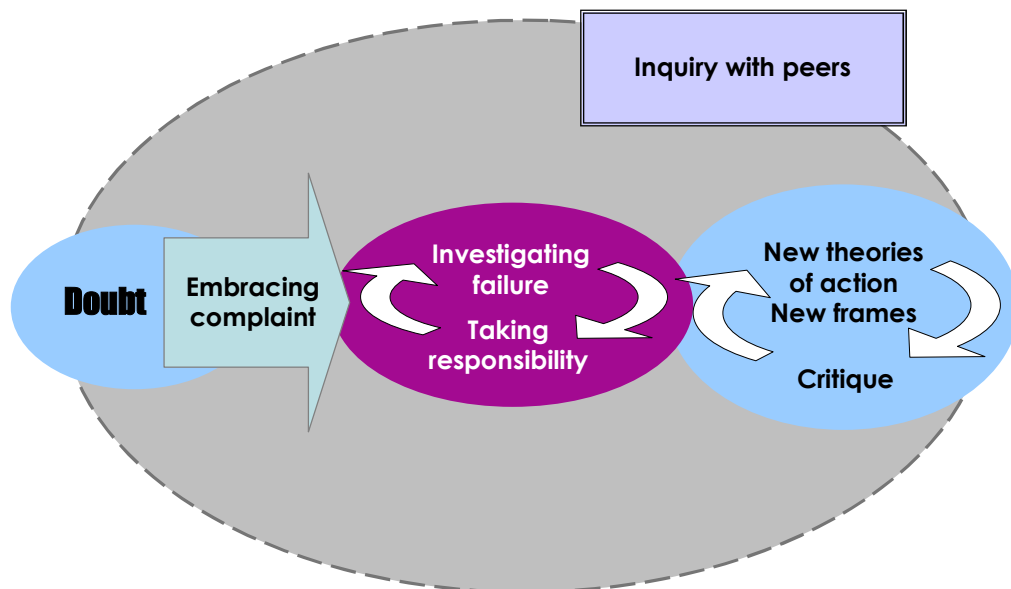 Inquiry with peers
Doubt
Embracing
complaint
Investigating
failure
Taking
responsibility
New theories
of action
New frames
Critique